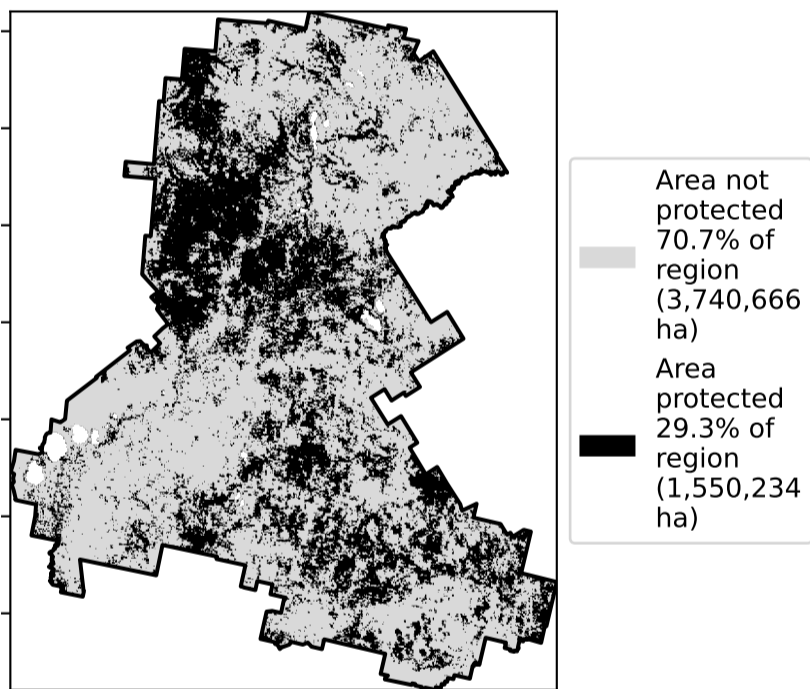 Area not
protected
70.7% of
region
(3,740,666
ha)
Area
protected
29.3% of
region
(1,550,234
ha)